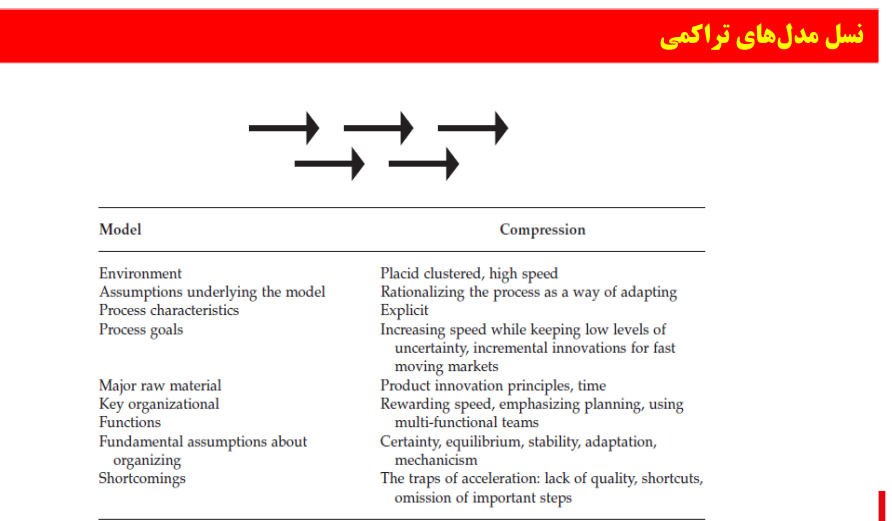 نسل مدل‌های تراکمی
Model Compression
Environment Placid clustered, high speed
Assumptions underlying the model Rationalizing the process as a way of adapting
Process characteristics Explicit
Process goals Increasing speed while keeping low levels of
uncertainty, incremental innovations for fast
moving markets
Major raw material Product innovation principles, time
Key organizational Rewarding speed, emphasizing planning, using
Functions multi-functional teams
Fundamental assumptions about Certainty, equilibrium, stability, adaptation,
organizing mechanicism
Shortcomings The traps of acceleration: lack of quality, shortcuts,
omission of important steps